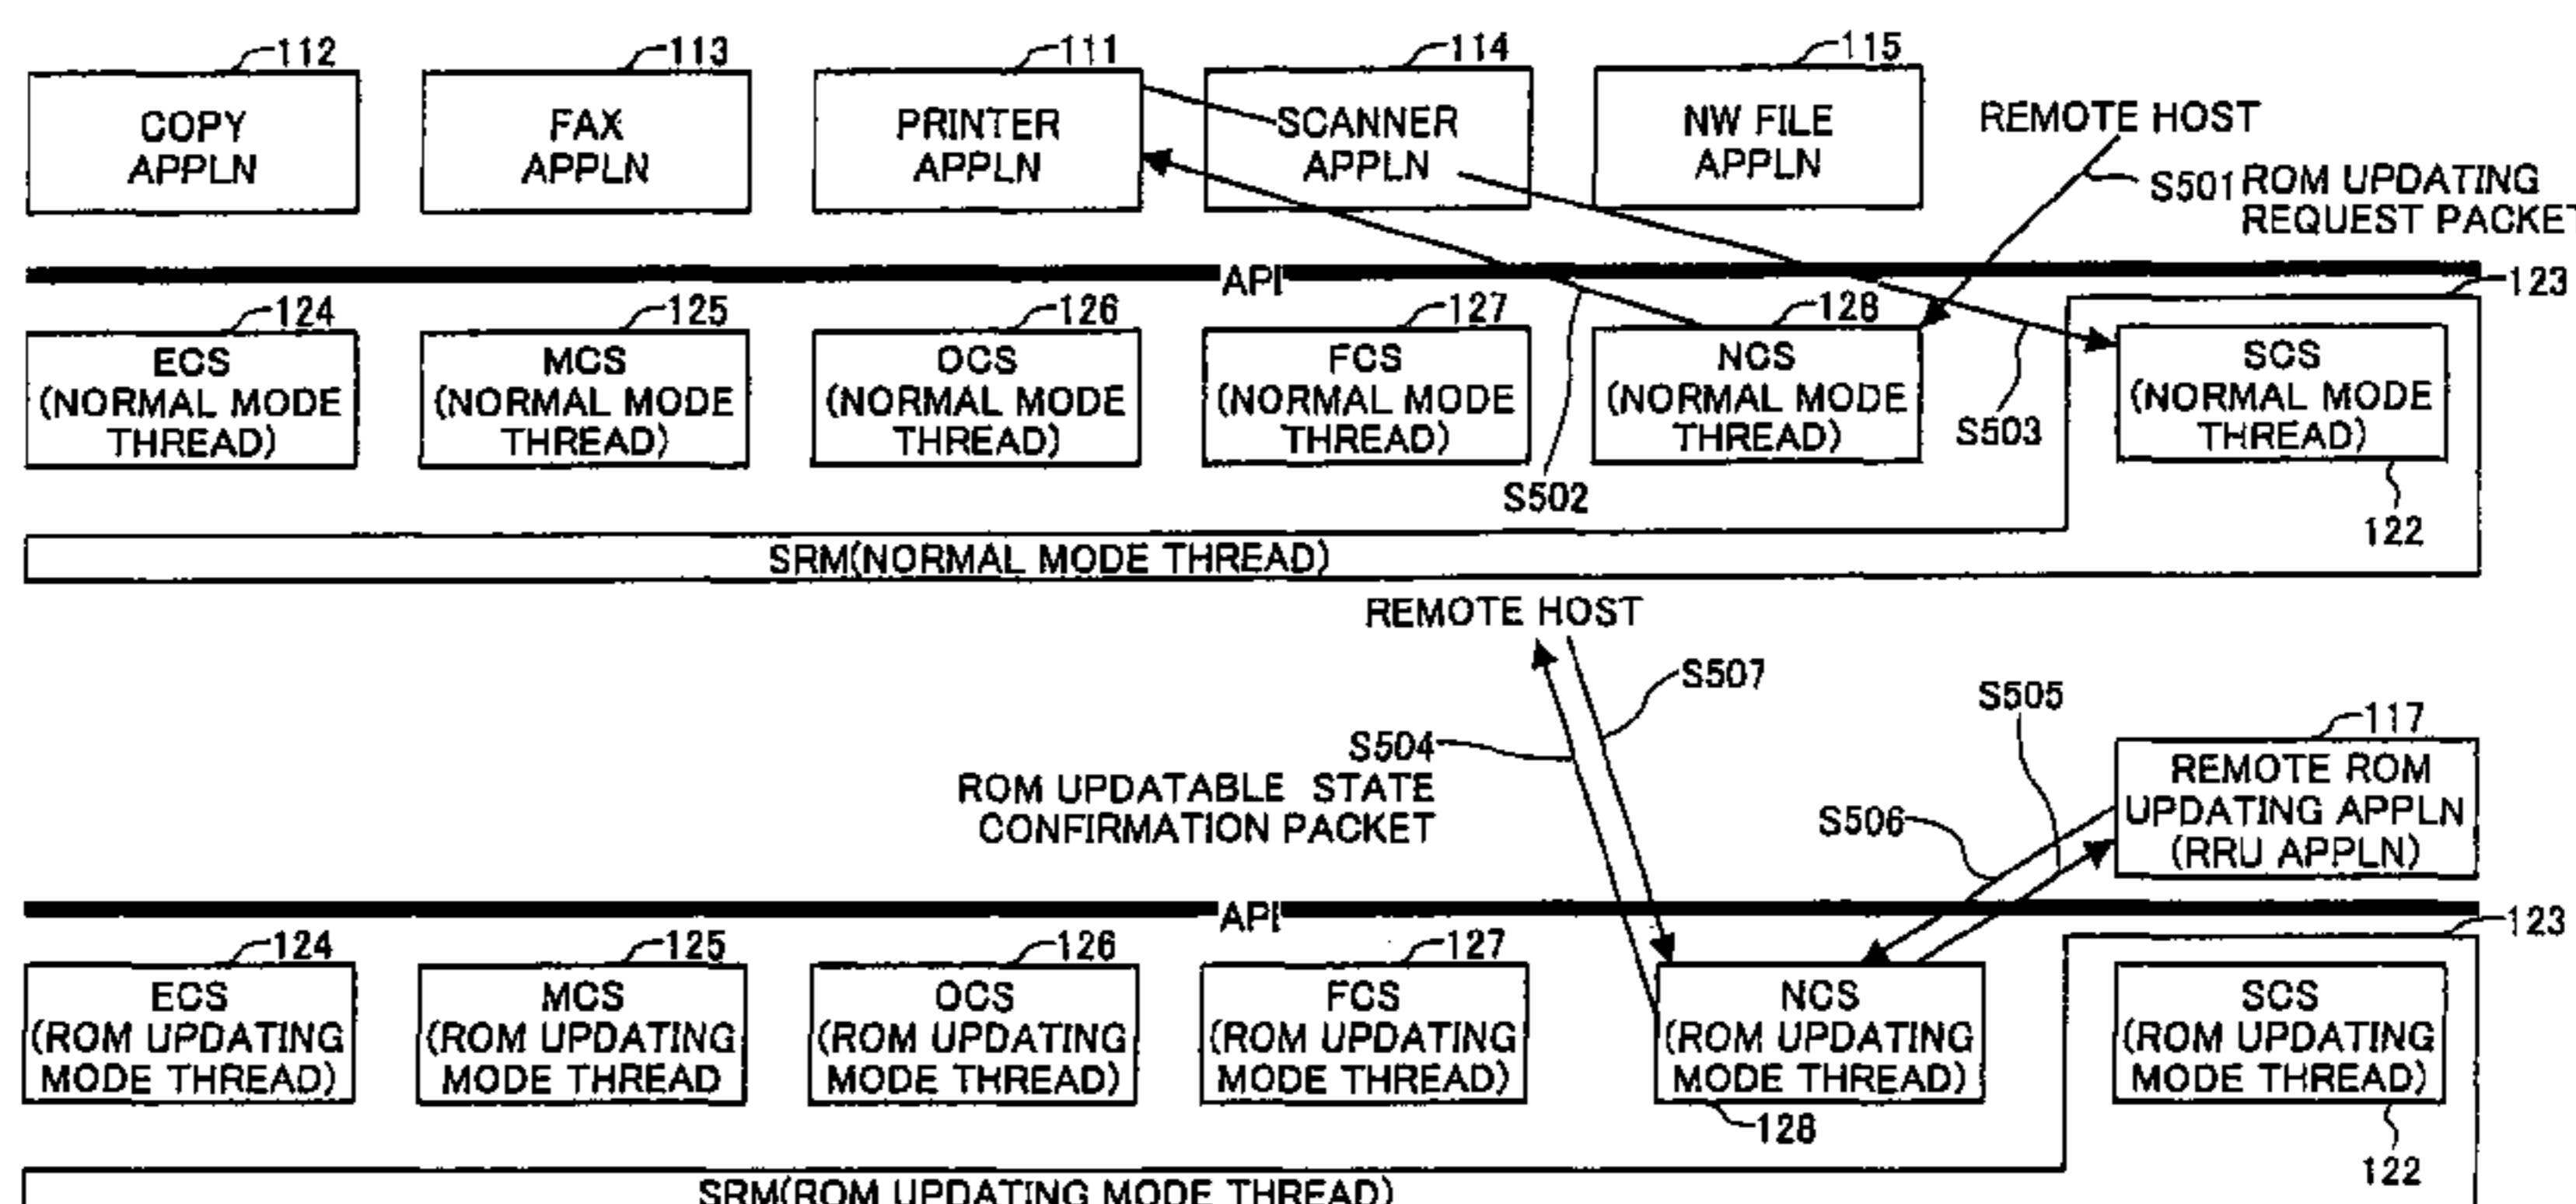 112
113
111
114
115
COPY
APPLN
FAX
APPLN
PRINTER
APPLN
SCANNER
APPLN
NW FILE
APPLN
REMOTE HOST
S501 ROM UPDATING
REQUEST PACKET
API
123
124
125
126
127
128
ECS
(NORMAL MODE
THREAD)
MCS
(NORMAL MODE
THREAD)
OCS
(NORMAL MODE
THREAD)
FCS
(NORMAL MODE
THREAD)
NCS
(NORMAL MODE
THREAD)
SCS
(NORMAL MODE
THREAD)
S503
S502
122
SRM(NORMAL MODE THREAD)
REMOTE HOST
S507
S505
117
S504
ROM UPDATABLE STATE
CONFIRMATION PACKET
S506
REMOTE ROM
UPDATING APPLN
(RRU APPLN)
API
123
124
125
126
127
ECS
(ROM UPDATING
MODE THREAD)
MCS
(ROM UPDATING
MODE THREAD
OCS
(ROM UPDATING
MODE THREAD)
FCS
(ROM UPDATING
MODE THREAD)
NCS
(ROM UPDATING
MODE THREAD)
SCS
(ROM UPDATING
MODE THREAD)
128
122
SRM(ROM UPDATING MODE THREAD)